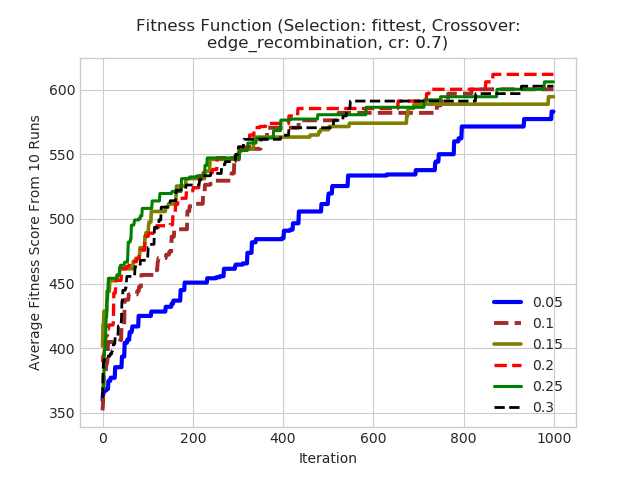 Fitness Function (Selection: fittest, Crossover:
edge_recombination, cr: 0.7)
Average Fitness Score From 10 Runs
600
550
500
450
400
350
0.05
0.1
0.15
0.2
0.25
0.3
0 200 400 600 800 1000
Iteration